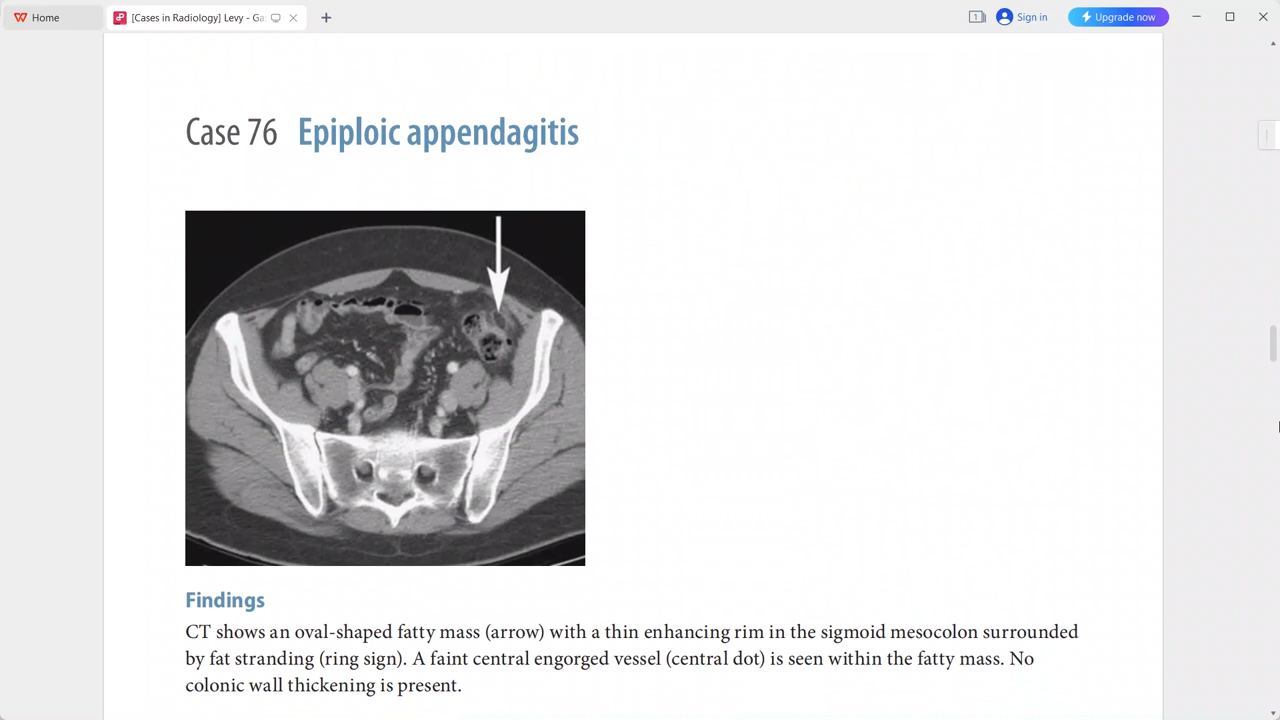 Home
[Cases in Radiology] Levy - Ga
1
Sign in
Upgrade now
Case 76 Epiploic appendagitis
Findings
CT shows an oval-shaped fatty mass (arrow) with a thin enhancing rim in the sigmoid mesocolon surrounded
by fat stranding (ring sign). A faint central engorged vessel (central dot) is seen within the fatty mass. No
colonic wall thickening is present.